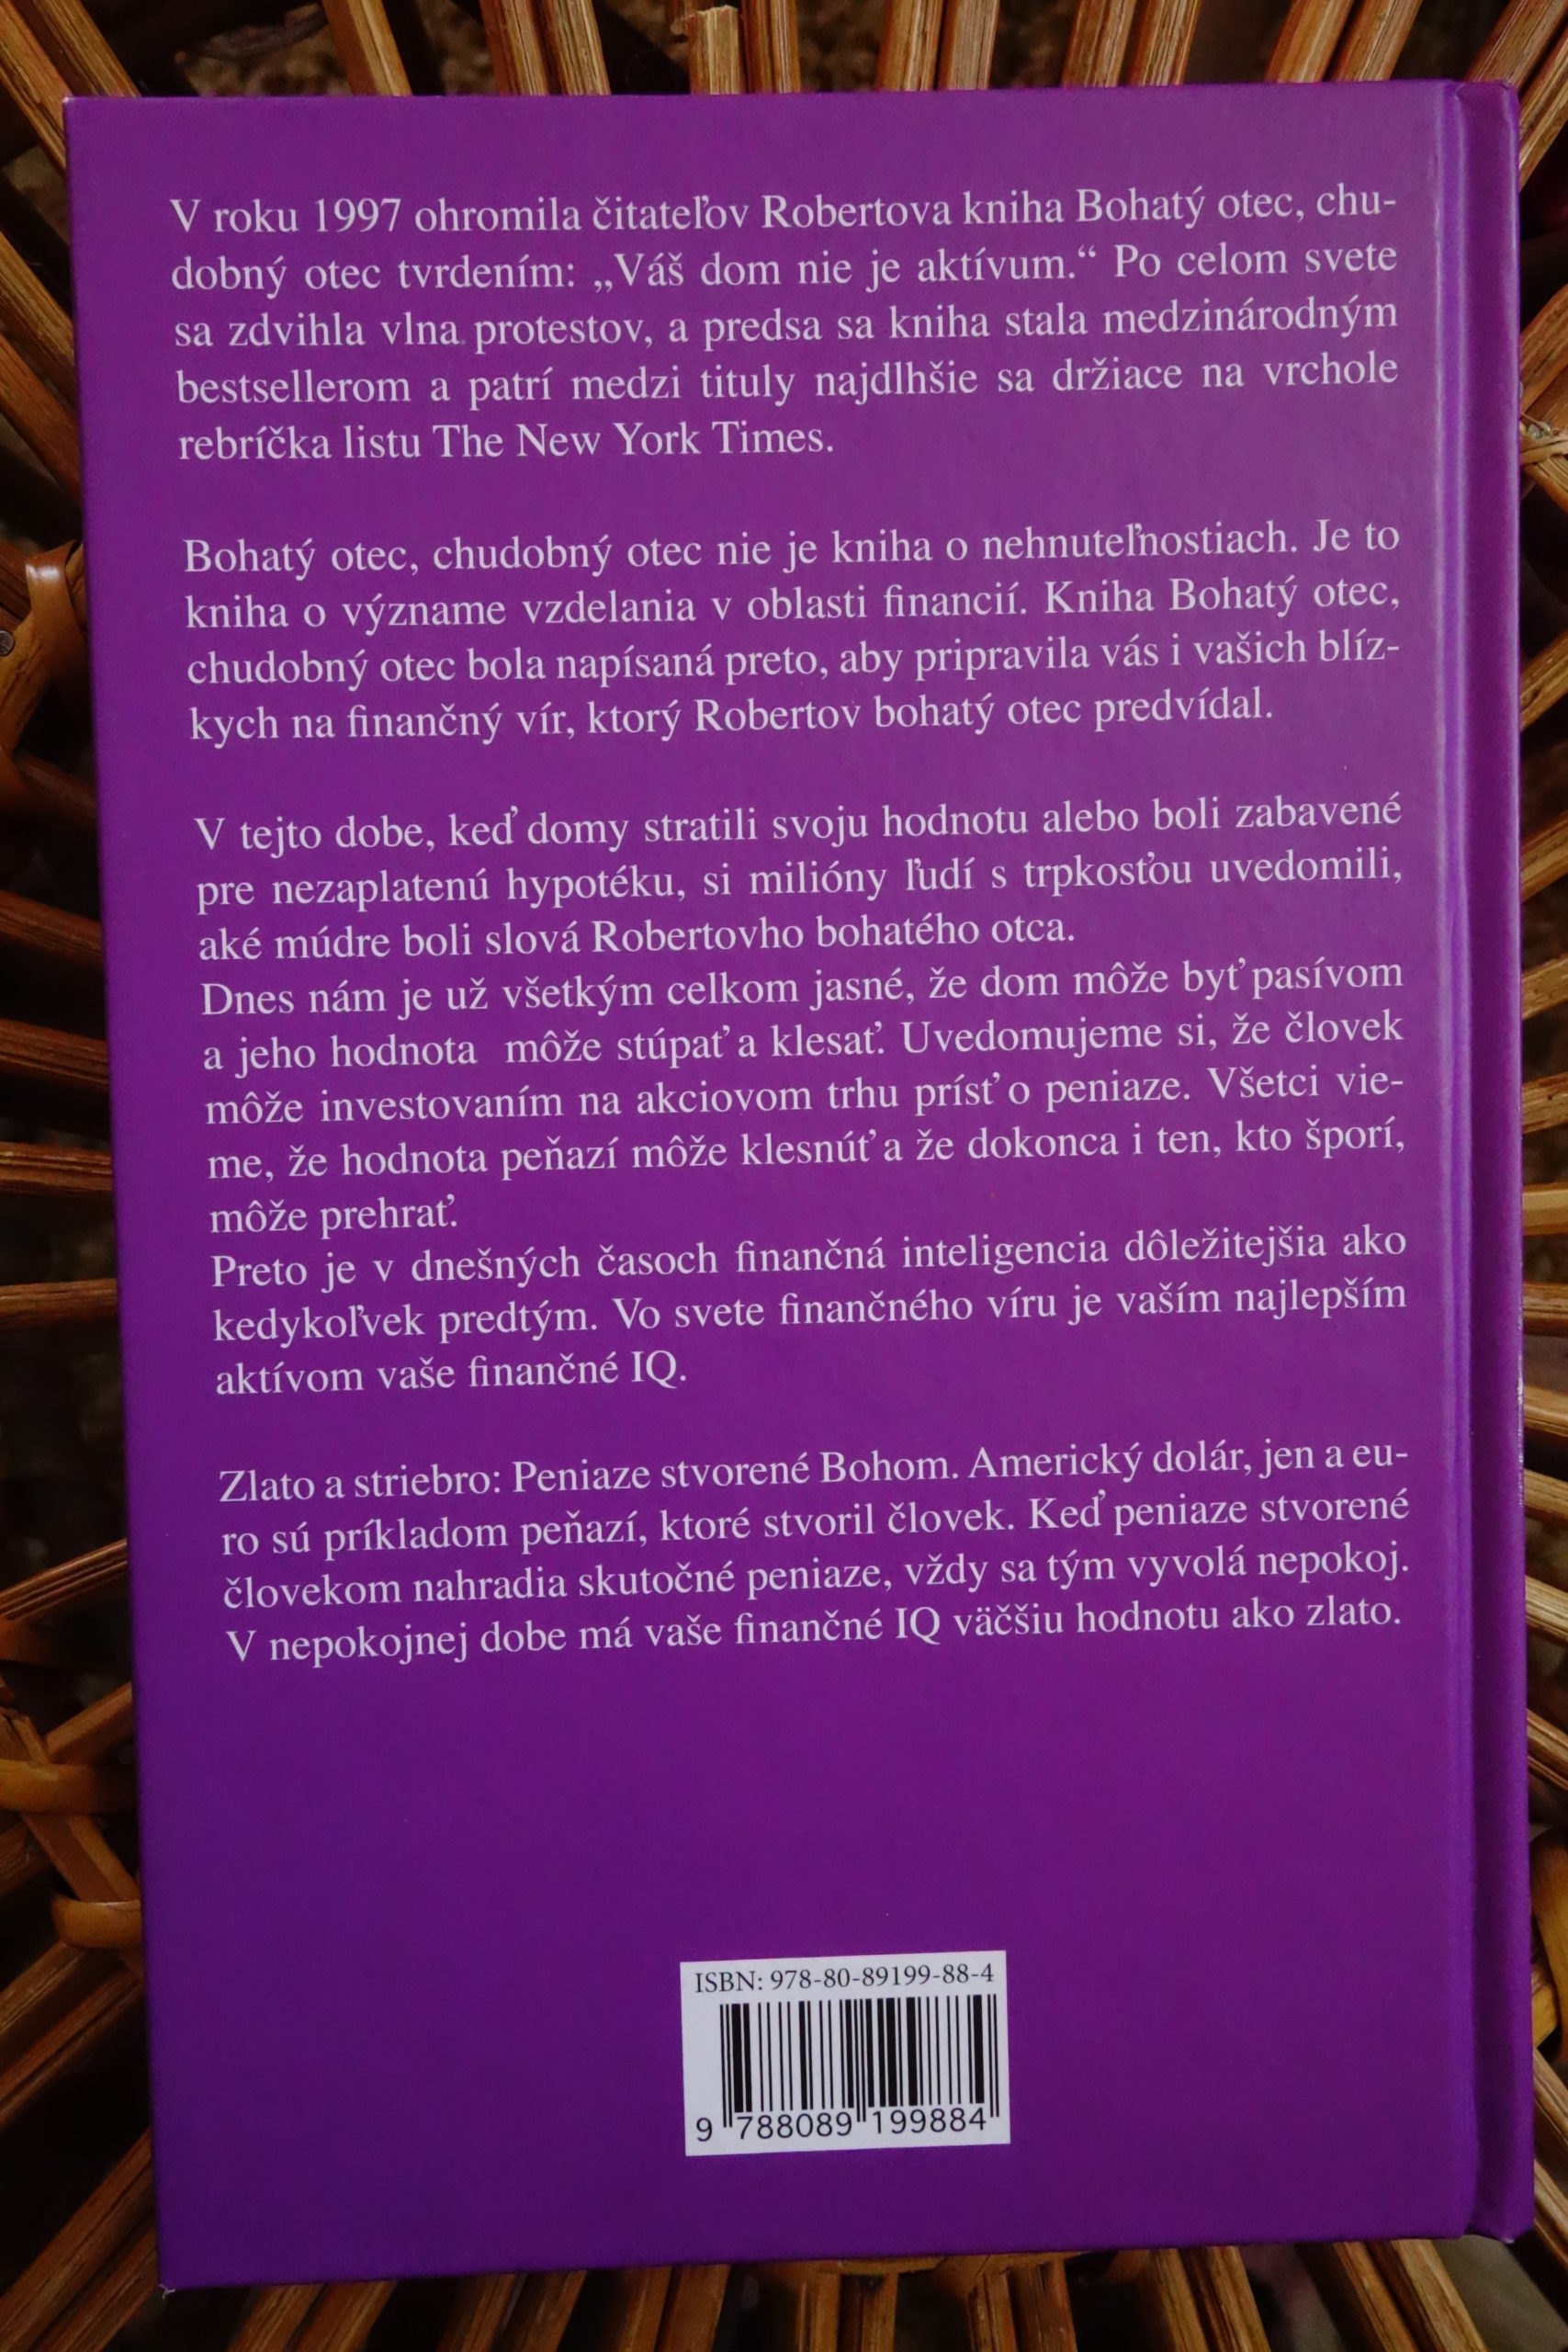 V roku 1997 ohromila čitateľov Robertova kniha Bohatý otec, chu-
dobný otec tvrdením: „Váš dom nie je aktívum.“ Po celom svete
sa zdvihla vlna protestov, a predsa sa kniha stala medzinárodným
bestsellerom a patrí medzi tituly najdlhšie sa držiace na vrchole
rebríčka listu The New York Times.
Bohatý otec, chudobný otec nie je kniha o nehnuteľnostiach. Je to
kniha o význame vzdelania v oblasti financií. Kniha Bohatý otec,
chudobný otec bola napísaná preto, aby pripravila vás i vašich blíz-
kych na finančný vír, ktorý Robertov bohatý otec predvídal.
V tejto dobe, keď domy stratili svoju hodnotu alebo boli zabavené
pre nezaplatenú hypotéku, si milióny ľudí s trpkosťou uvedomili,
aké múdre boli slová Robertovho bohatého otca.
Dnes nám je už všetkým celkom jasné, že dom môže byť pasívom
a jeho hodnota môže stúpať a klesať. Uvedomujeme si, že človek
môže investovaním na akciovom trhu prísť o peniaze. Všetci vie-
me, že hodnota peňazí môže klesnúť a že dokonca i ten, kto šporí,
môže prehrať.
Preto je v dnešných časoch finančná inteligencia dôležitejšia ako
kedykoľvek predtým. Vo svete finančného víru je vaším najlepším
aktívom vaše finančné IQ.
Zlato a striebro: Peniaze stvorené Bohom. Americký dolár, jen a eu-
ro sú príkladom peňazí, ktoré stvoril človek. Keď peniaze stvorené
človekom nahradia skutočné peniaze, vždy sa tým vyvolá nepokoj.
V nepokojnej dobe má vaše finančné IQ väčšiu hodnotu ako zlato.
ISBN: 978-80-89199-88-4
9 788089 199884